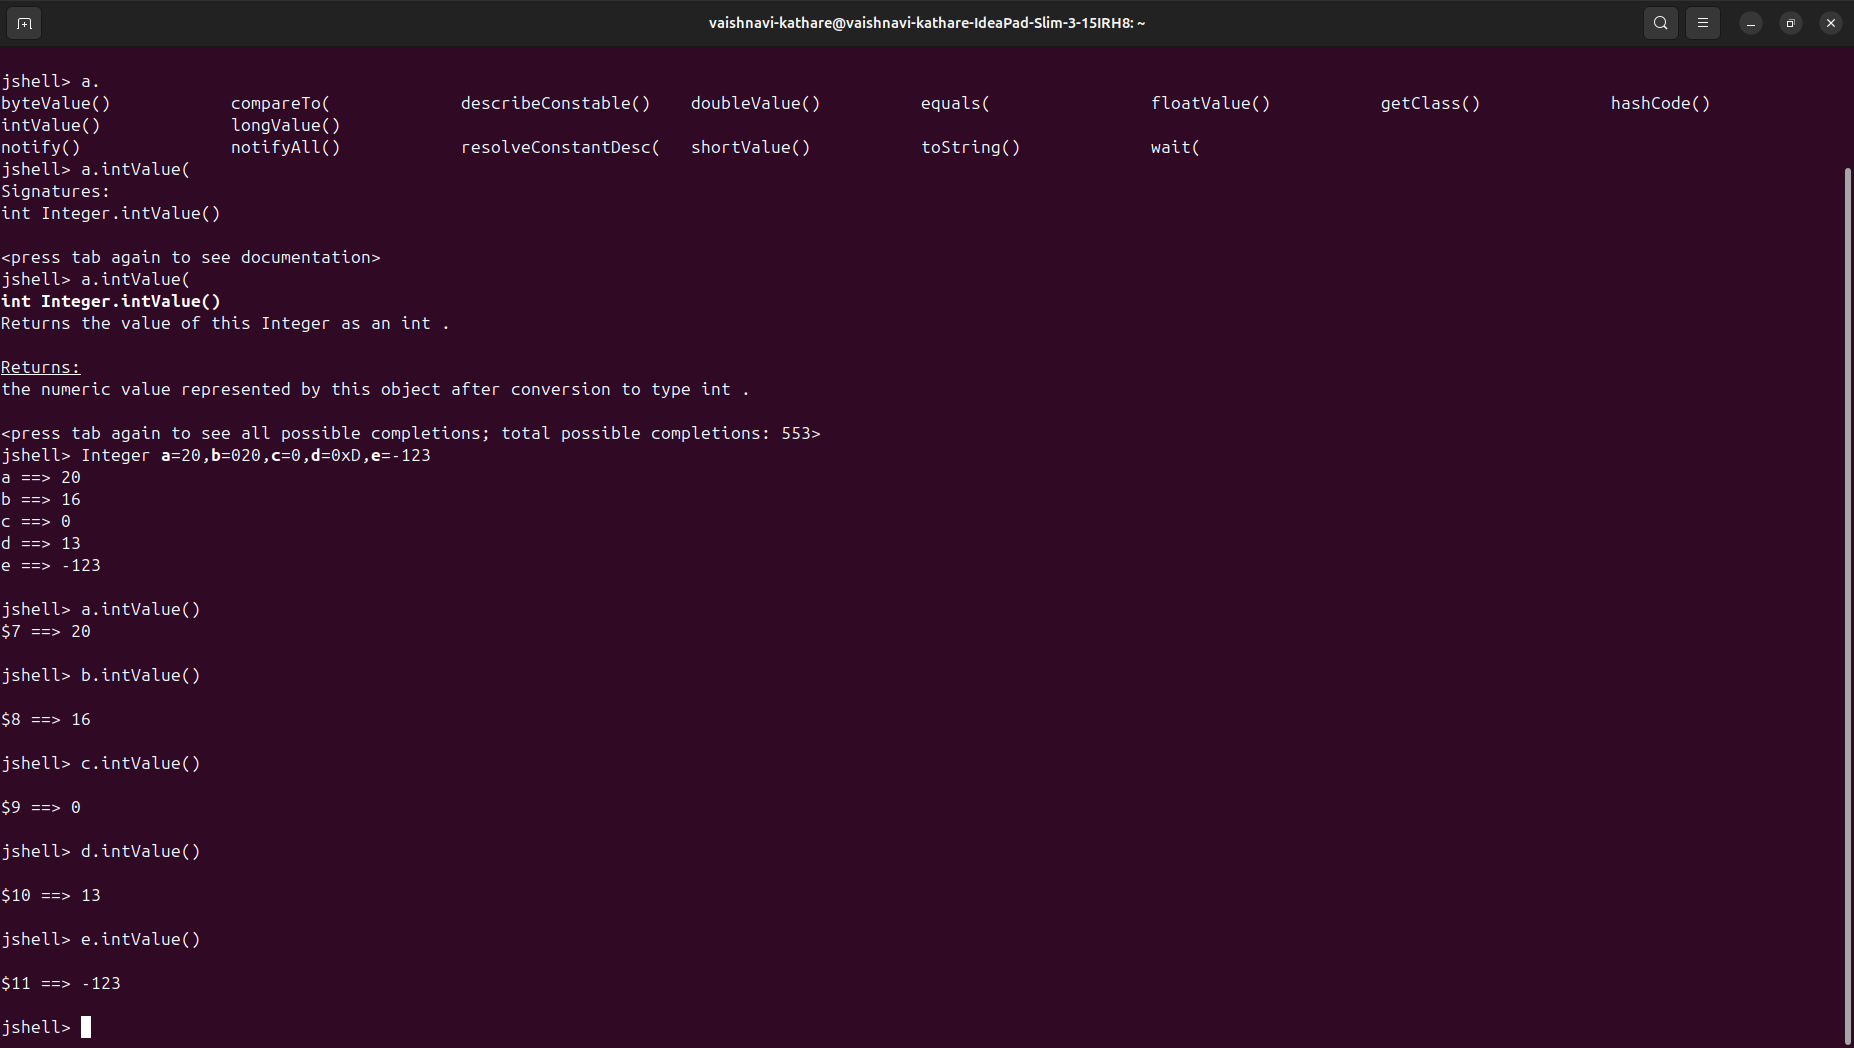 vaishnavi-kathare@vaishnavi-kathare-IdeaPad-Slim-3-15IRH8: ~
jshell> a.
byteValue() compareTo( describeConstable() doubleValue() equals( floatValue() getClass() hashCode()
intValue() longValue()
notify() notifyAll() resolveConstantDesc( shortValue() toString() wait(
jshell> a.intValue(
Signatures:
int Integer.intValue()
<press tab again to see documentation>
jshell> a.intValue(
int Integer.intValue()
Returns the value of this Integer as an int .
Returns:
the numeric value represented by this object after conversion to type int .
<press tab again to see all possible completions; total possible completions: 553>
jshell> Integer a=20,b=020,c=0,d=0xD,e=-123
a ==> 20
b ==> 16
c ==> 0
d ==> 13
e ==> -123
jshell> a.intValue()
$7 ==> 20
jshell> b.intValue()
$8 ==> 16
jshell> c.intValue()
$9 ==> 0
jshell> d.intValue()
$10 ==> 13
jshell> e.intValue()
$11 ==> -123
jshell>